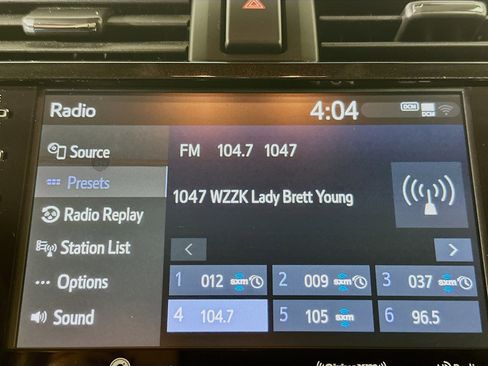 Radio 4:04 DCM DCM
Source
FM 104.7 1047
Presets
1047 WZZK Lady Brett Young
Radio Replay
Station List
Options
1 012 sxm 2 009 sxm 3 037 sxm
Sound
4 104.7 5 105 sxm 6 96.5